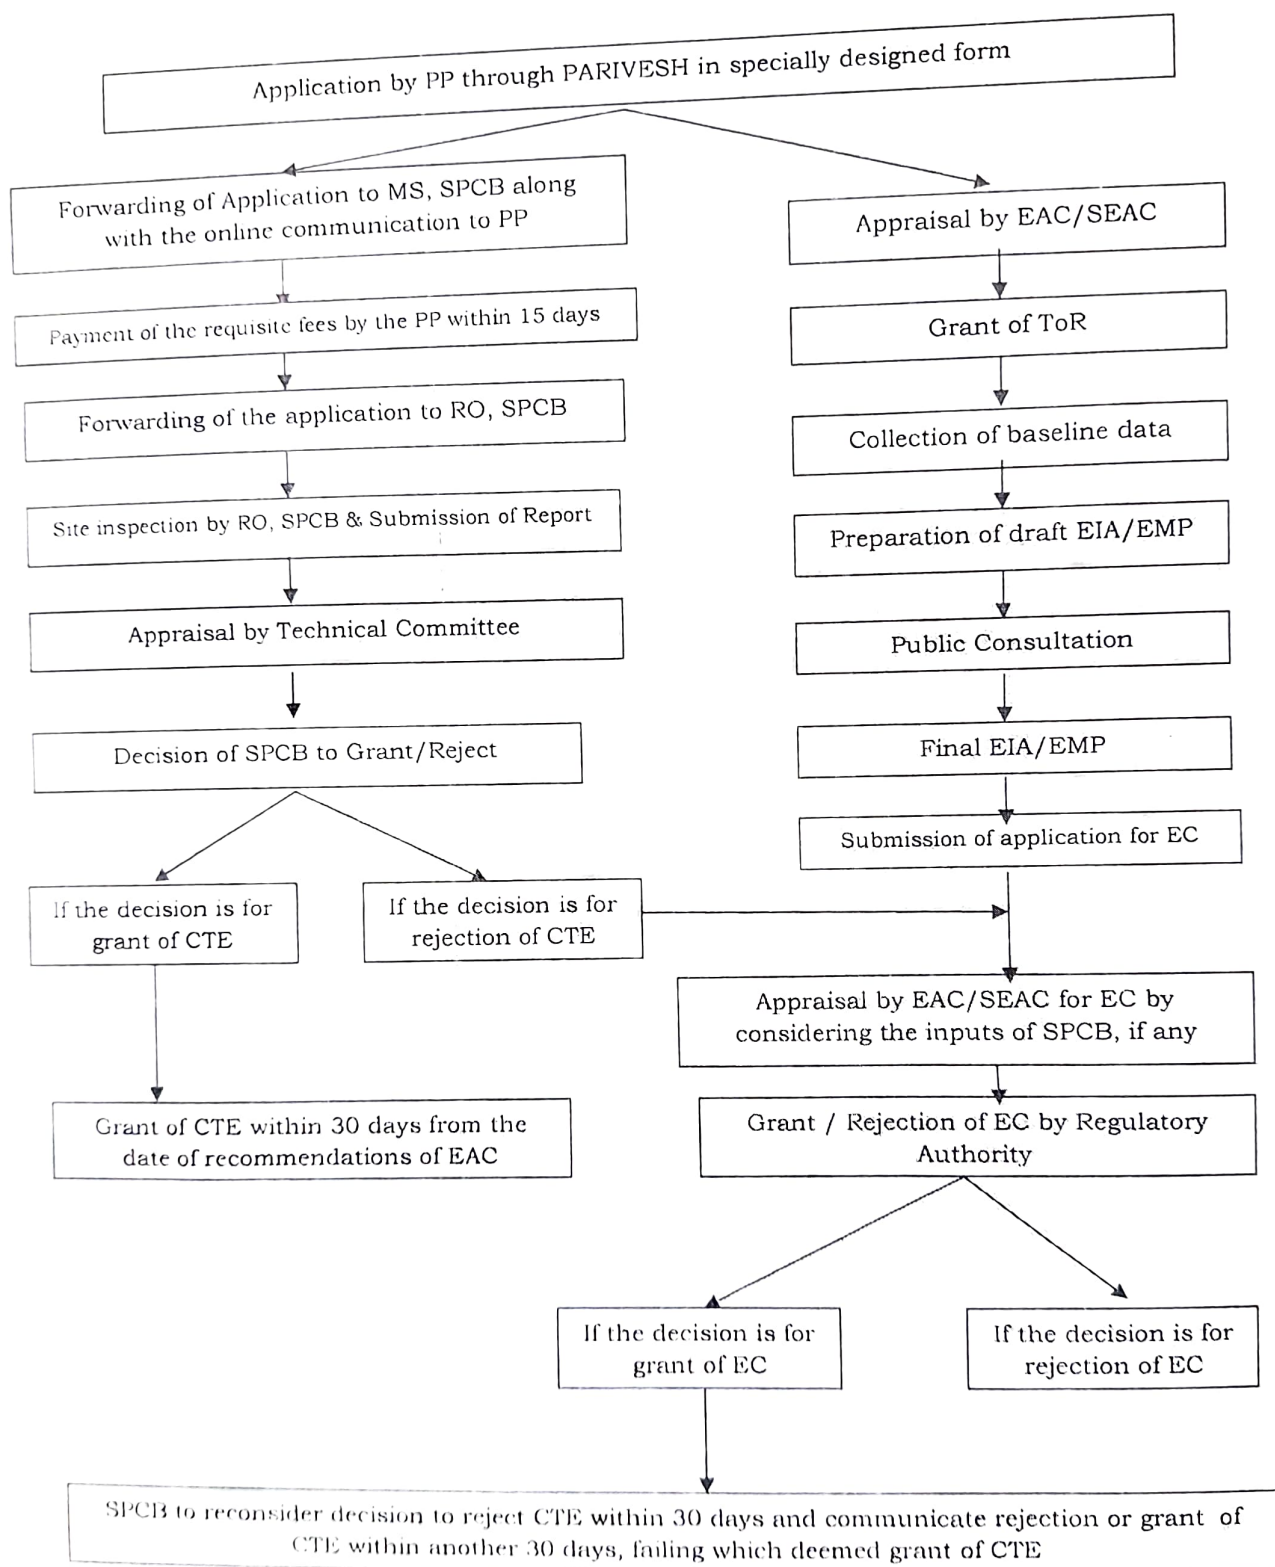 Application by PP through PARIVESH in specially designed form
Forwarding of Application to MS, SPCB along
with the online communication to PP
Payment of the requisite fees by the PP within 15 days
Forwarding of the application to RO, SPCB
Site inspection by RO, SPCB & Submission of Report
Appraisal by Technical Committee
Decision of SPCB to Grant/Reject
If the decision is for
grant of CTE
If the decision is for
rejection of CTE
Grant of CTE within 30 days from the
date of recommendations of EAC
Appraisal by EAC/SEAC
Grant of ToR
Collection of baseline data
Preparation of draft EIA/EMP
Public Consultation
Final EIA/EMP
Submission of application for EC
Appraisal by EAC/SEAC for EC by
considering the inputs of SPCB, if any
Grant / Rejection of EC by Regulatory
Authority
If the decision is for
grant of EC
If the decision is for
rejection of EC
SPCB to reconsider decision to reject CTE within 30 days and communicate rejection or grant of
CTE within another 30 days, failing which deemed grant of CTE